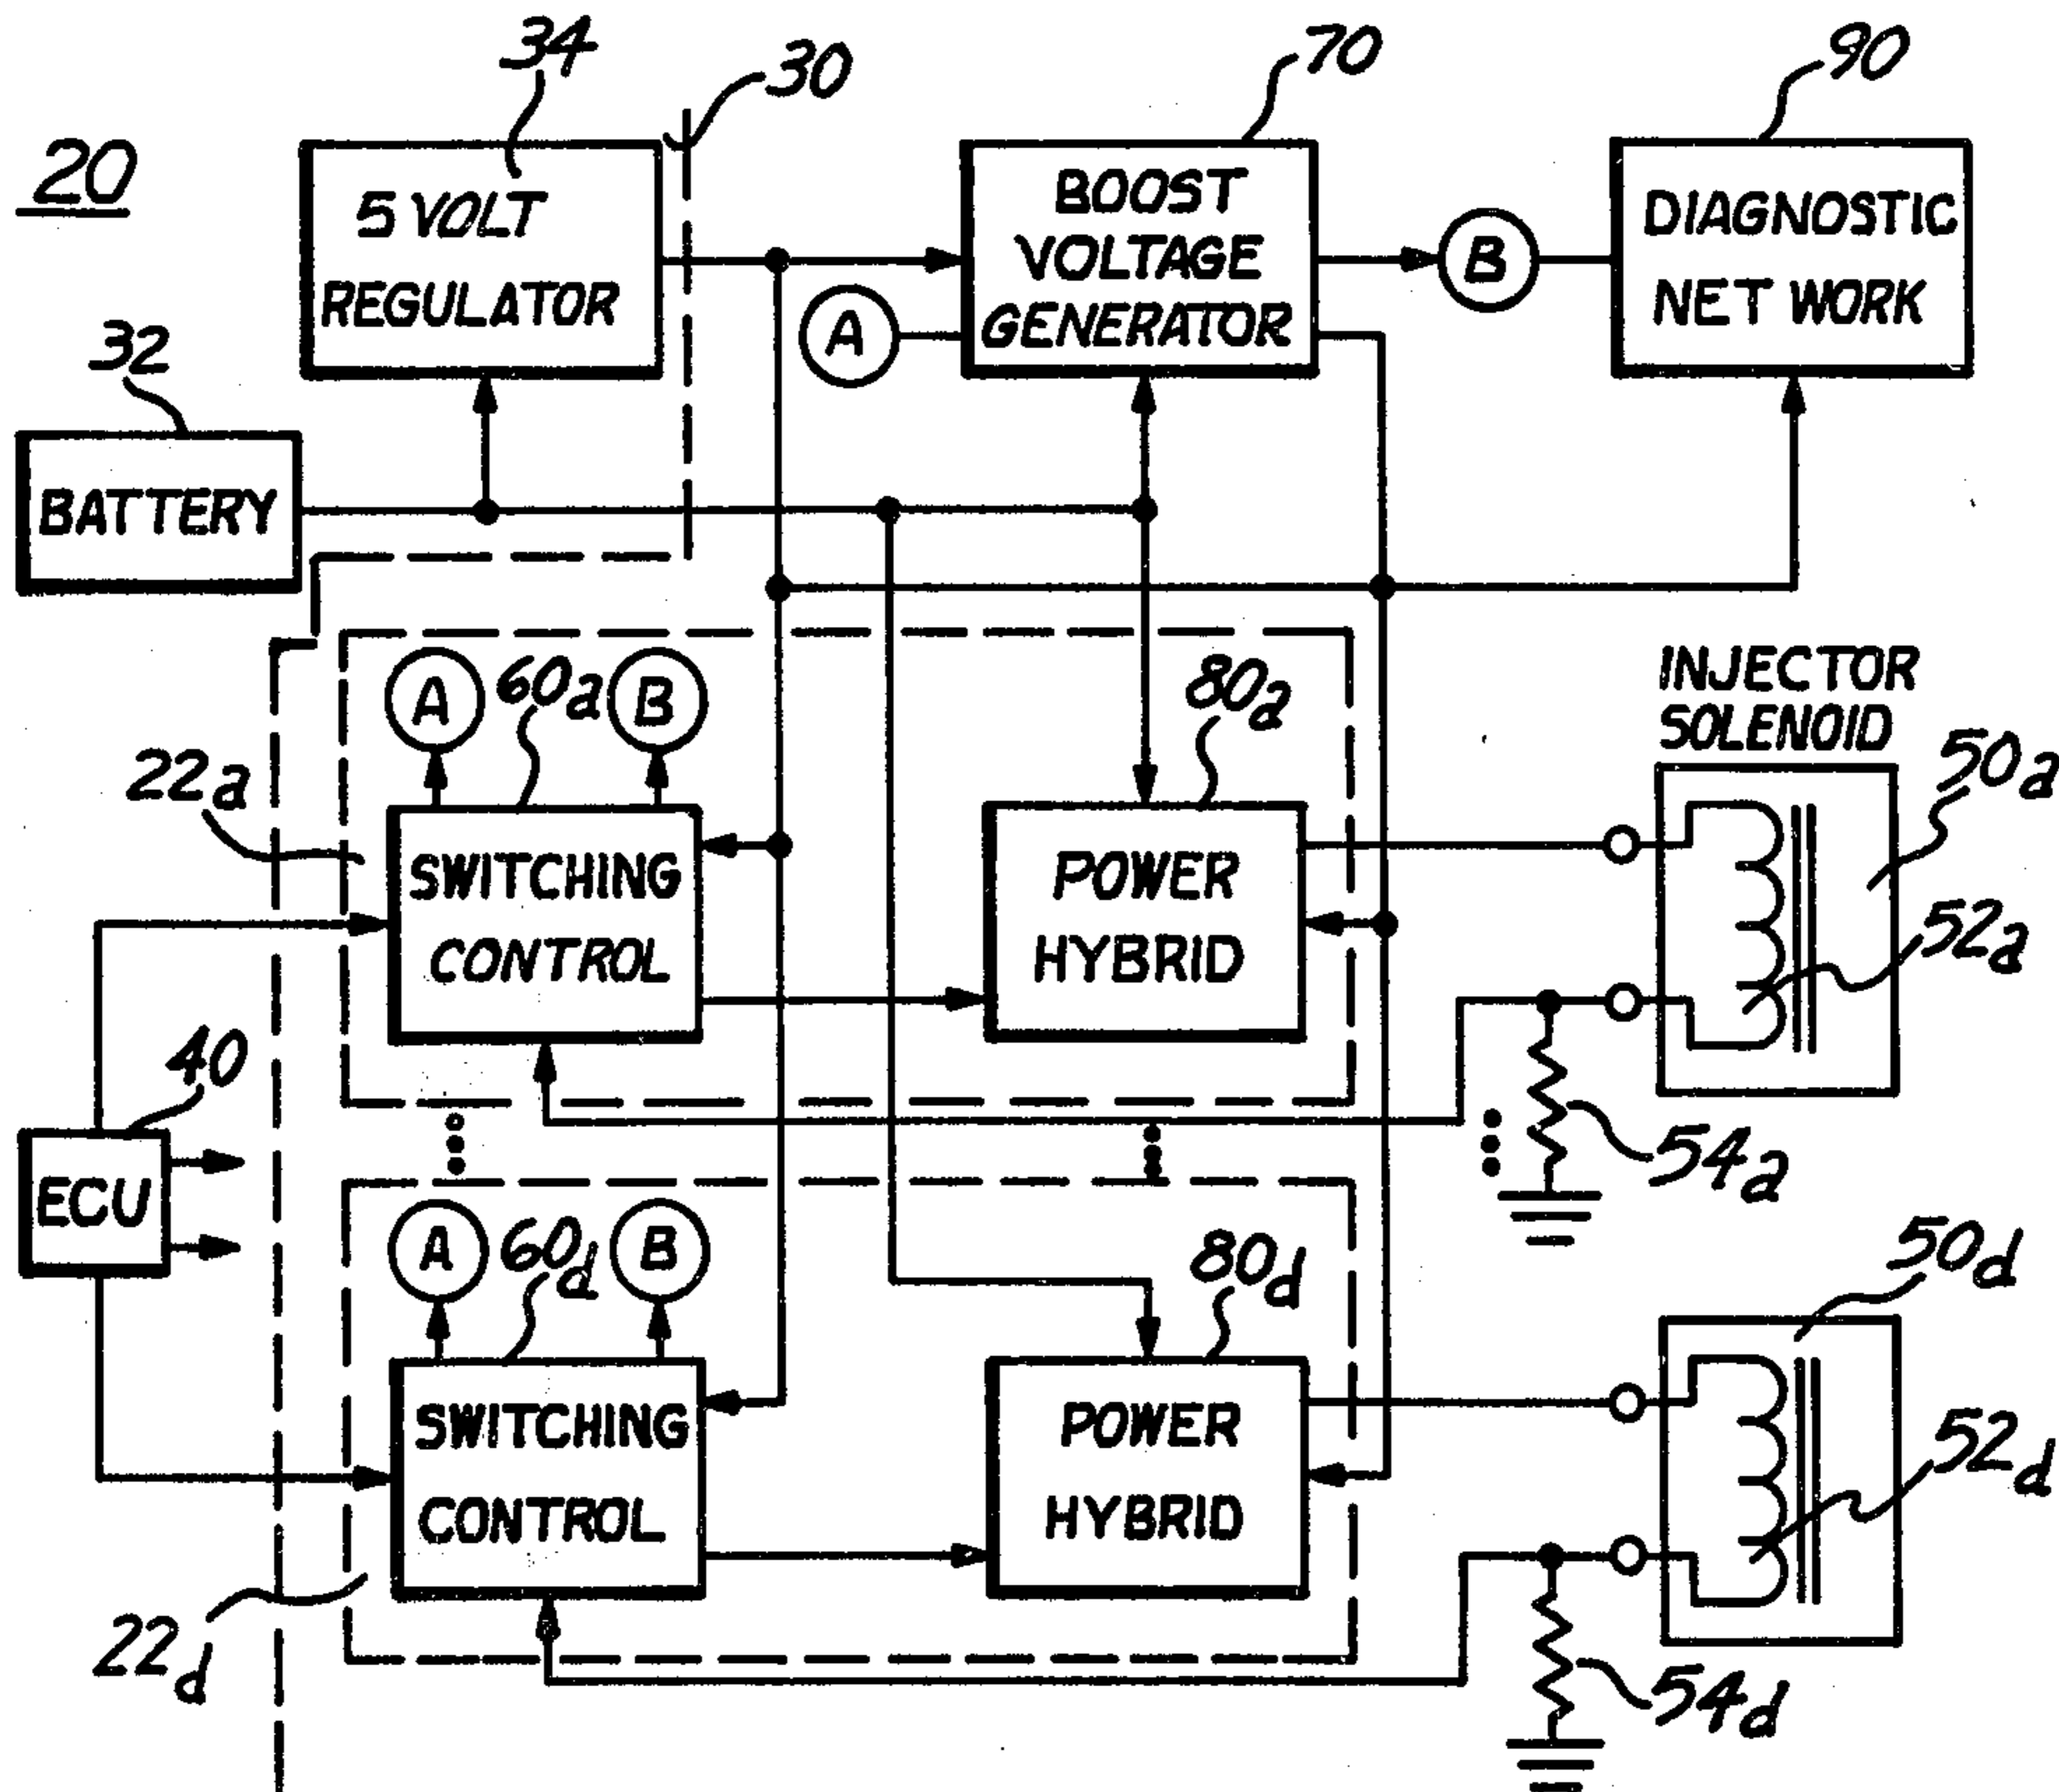 34
30
70
90
20
5 VOLT
REGULATOR
BOOST
VOLTAGE
GENERATOR
B
DIAGNOSTIC
NET WORK
A
32
BATTERY
A
60a
B
80a
INJECTOR
SOLENOID
50a
22a
SWITCHING
CONTROL
POWER
HYBRID
52a
40
ECU
54a
A
60d
B
80d
50d
SWITCHING
CONTROL
POWER
HYBRID
52d
22d
54d